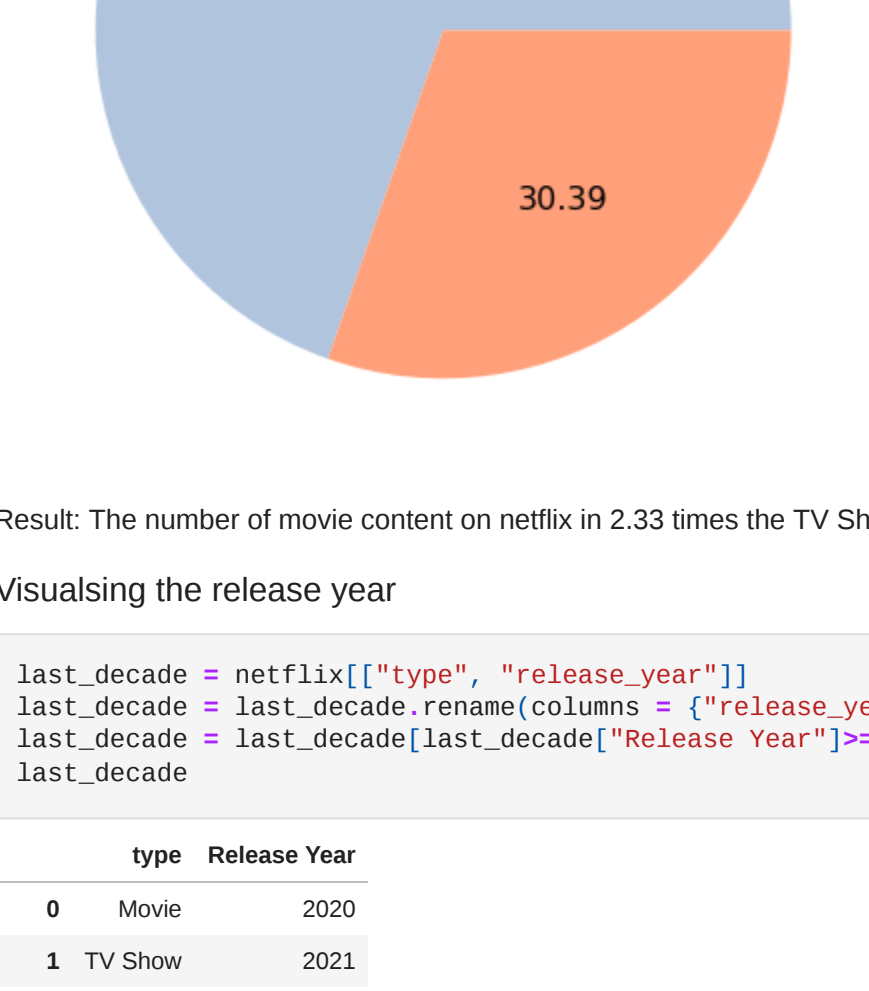 30.39
Result: The number of movie content on netflix in 2.33 times the TV Sh
Visualsing the release year
last_decade = netflix[["type", "release_year"]]
last_decade = last_decade.rename(columns = {"release_ye
last_decade = last_decade[last_decade["Release Year"]>=
last_decade
type Release Year
0 Movie 2020
1 TV Show 2021